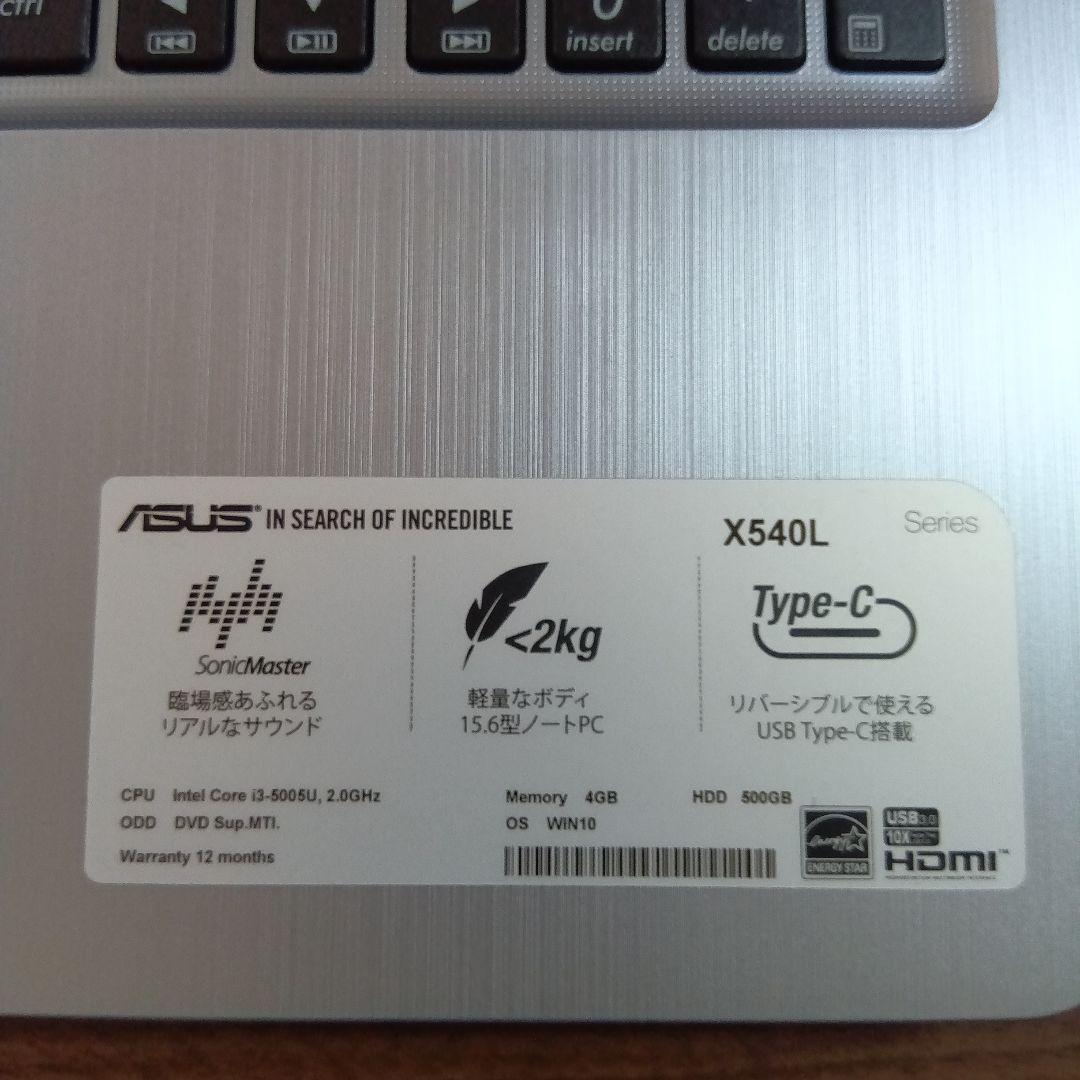 ctrl
insert
delete
ASUS® IN SEARCH OF INCREDIBLE
X540L
Series
SonicMaster
臨場感あふれる
リアルなサウンド
<2kg
軽量なボディ
15.6型ノートPC
Type-C
リバーシブルで使える
USB Type-C搭載
CPU Intel Core i3-5005U, 2.0GHz
Memory 4GB
HDD 500GB
ODD DVD Sup.MTI.
OS WIN10
Warranty 12 months
energy
ENERGY STAR
USB 3.0
10X
HDMI™